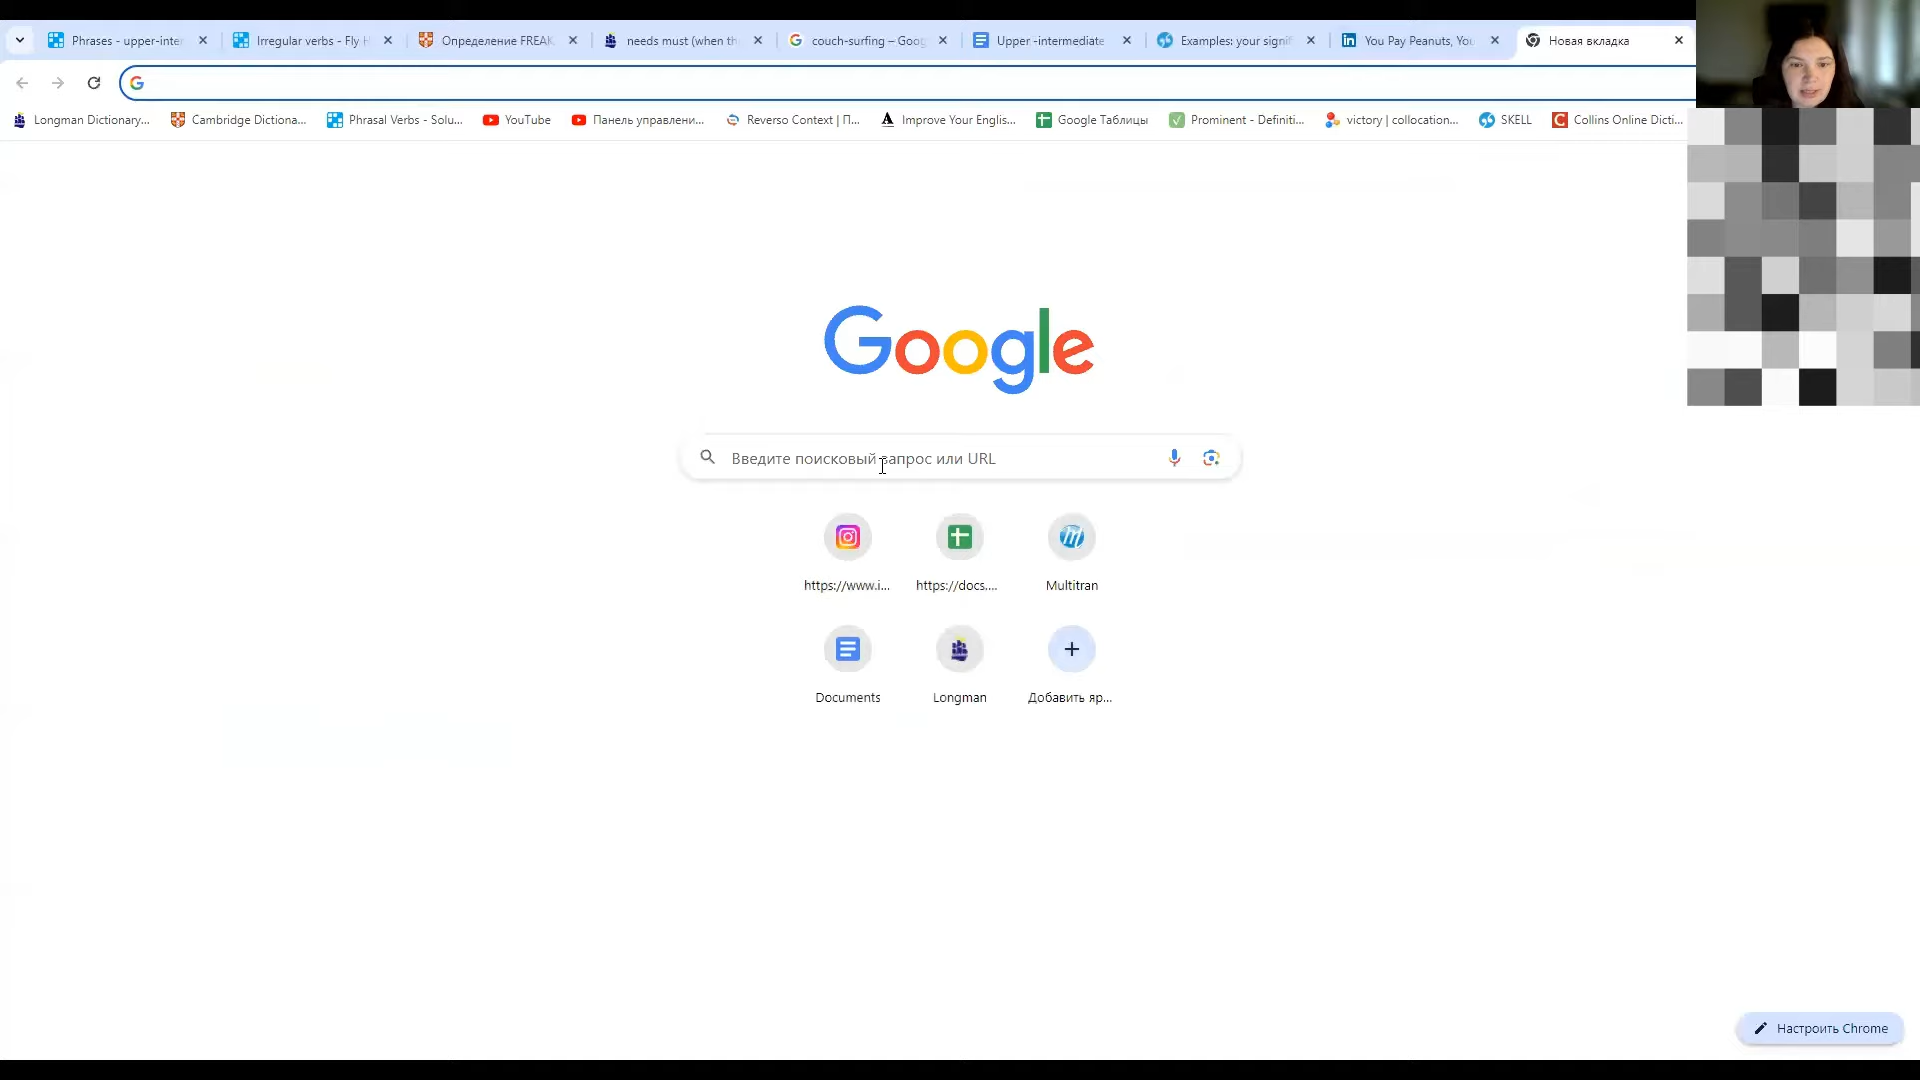 Phrases - upper-inter
Irregular verbs - Fly H
Определение FREAK
needs must (when th
couch-surfing – Goog
Upper -intermediate
Examples: your signif
You Pay Peanuts, You
Новая вкладка
Longman Dictionary...
Cambridge Dictiona...
Phrasal Verbs - Solu...
YouTube
Панель управлени...
Reverso Context | П...
Improve Your Englis...
Google Таблицы
Prominent - Definiti...
victory | collocation...
SKELL
Collins Online Dicti...
Google
Введите поисковый запрос или URL
https://www.i...
https://docs....
Multitran
Documents
Longman
Добавить яр...
Настроить Chrome